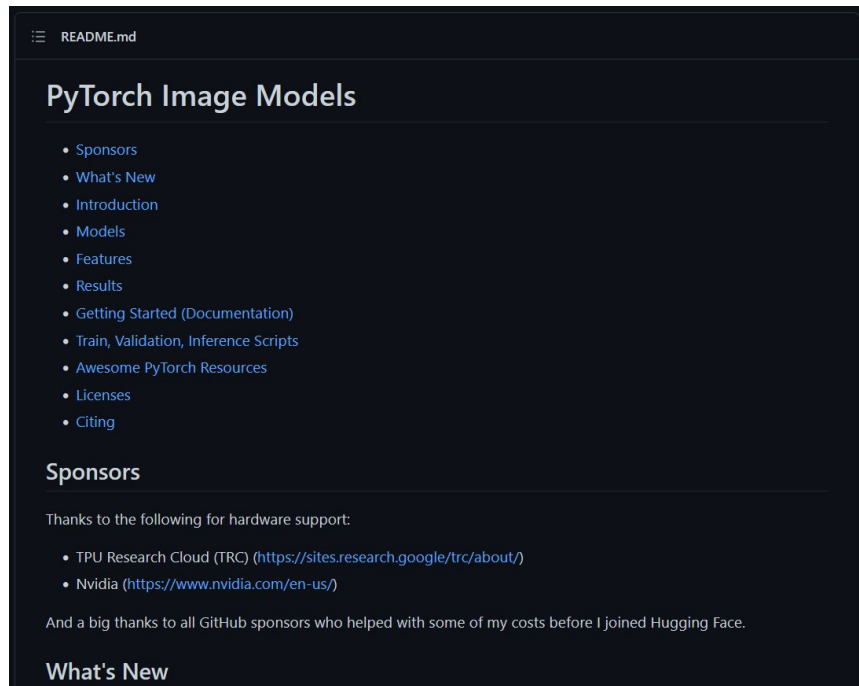 README.md
PyTorch Image Models
• Sponsors
• What's New
• Introduction
• Models
• Features
• Results
• Getting Started (Documentation)
• Train, Validation, Inference Scripts
• Awesome PyTorch Resources
• Licenses
• Citing
Sponsors
Thanks to the following for hardware support:
• TPU Research Cloud (TRC) (https://sites.research.google/trc/about/)
• Nvidia (https://www.nvidia.com/en-us/)
And a big thanks to all GitHub sponsors who helped with some of my costs before I joined Hugging Face.
What's New